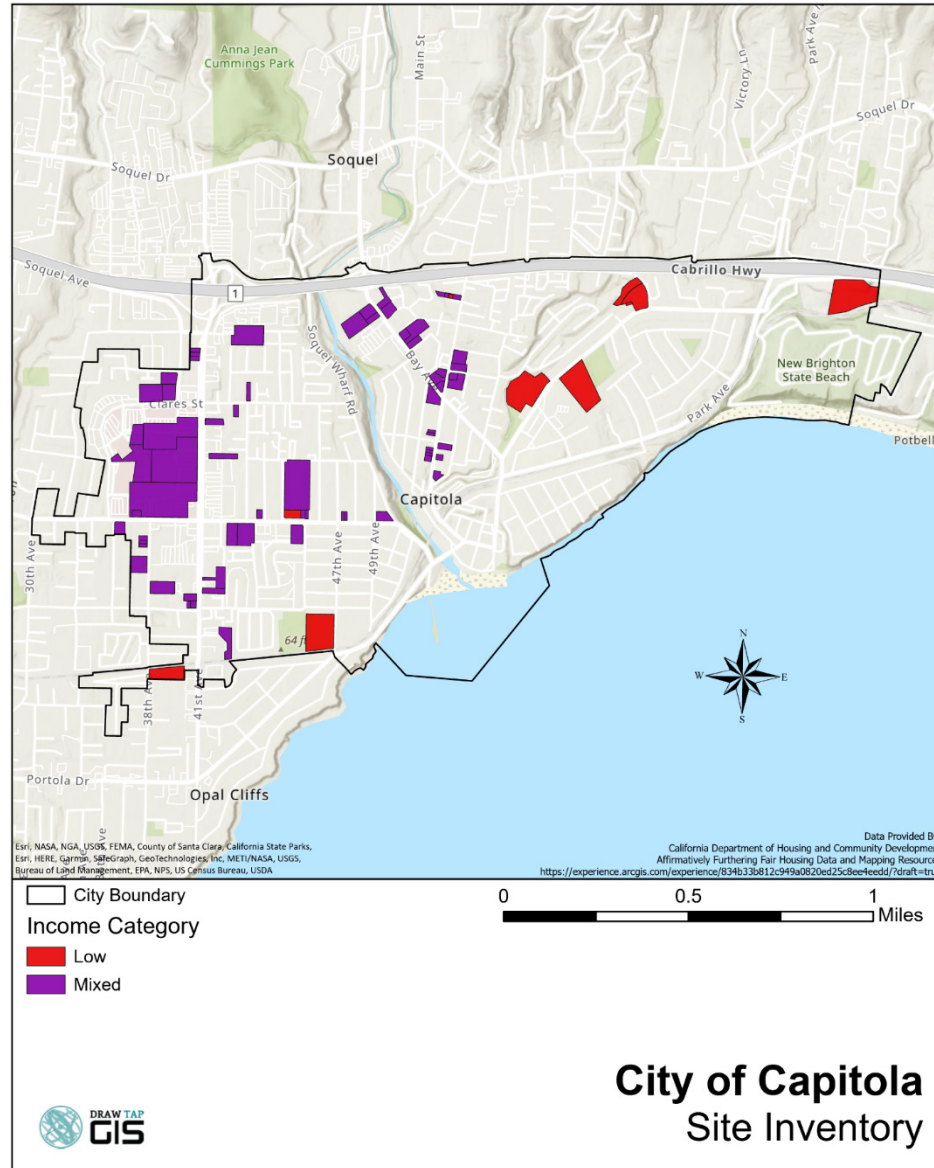 Anna Jean
Cummings Park
Main St
Victory Ln
Park Ave
Soquel Dr
Soquel
Soquel Dr
Soquel Ave
1
Cabrillo Hwy
Soquel Wharf Rd
Bay Ave
New Brighton
State Beach
Clares St
Park Ave
Potbell
Capitola
30th Ave
47th Ave
49th Ave
64 ft
38th Ave
41st Ave
N
W
E
S
Portola Dr
Opal Cliffs
Esri, NASA, NGA, USGS, FEMA, County of Santa Clara, California State Parks,
Esri, HERE, Garmin, SafeGraph, GeoTechnologies, Inc, METI/NASA, USGS,
Bureau of Land Management, EPA, NPS, US Census Bureau, USDA
Data Provided B
California Department of Housing and Community Developme
Affirmatively Furthering Fair Housing Data and Mapping Resource
https://experience.arcgis.com/experience/834b33b812c949a0820ed25c8ee4eedd/?draft=tru
City Boundary
Income Category
Low
Mixed
0 0.5 1
Miles
City of Capitola
Site Inventory
DRAW TAP
GIS